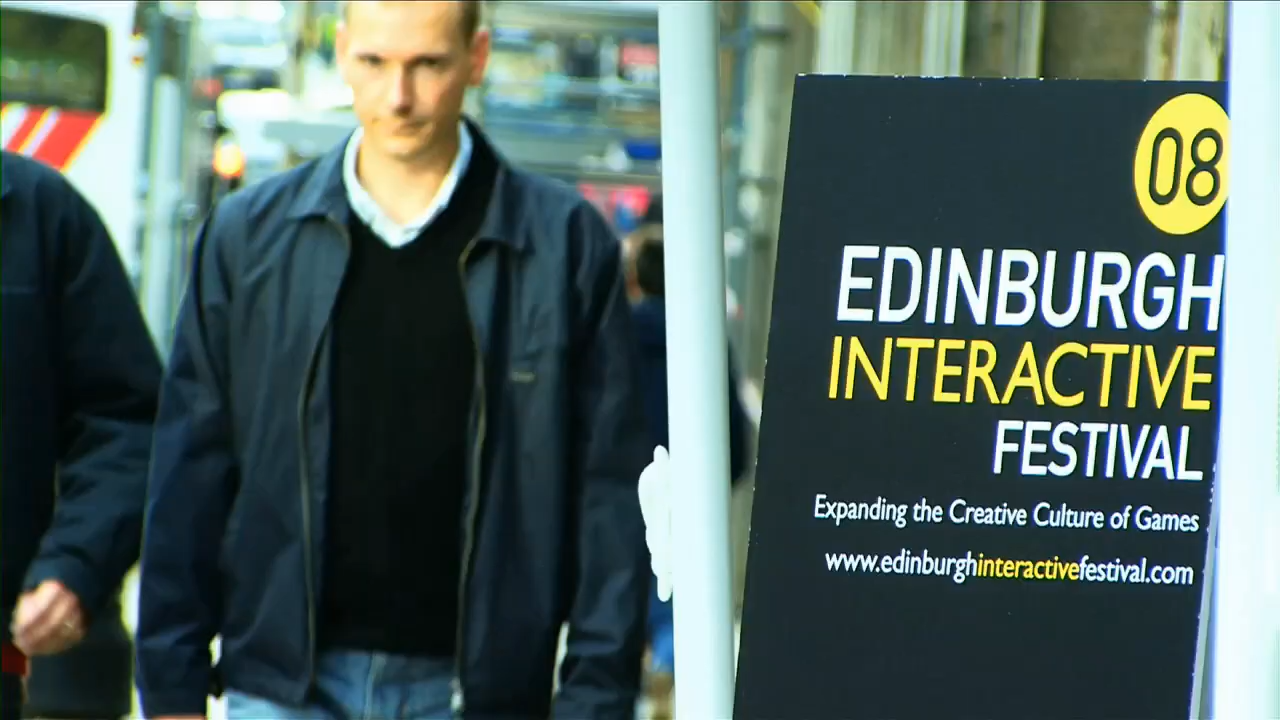 08
EDINBURGH
INTERACTIVE
FESTIVAL
Expanding the Creative Culture of Games
www.edinburghinteractivefestival.com